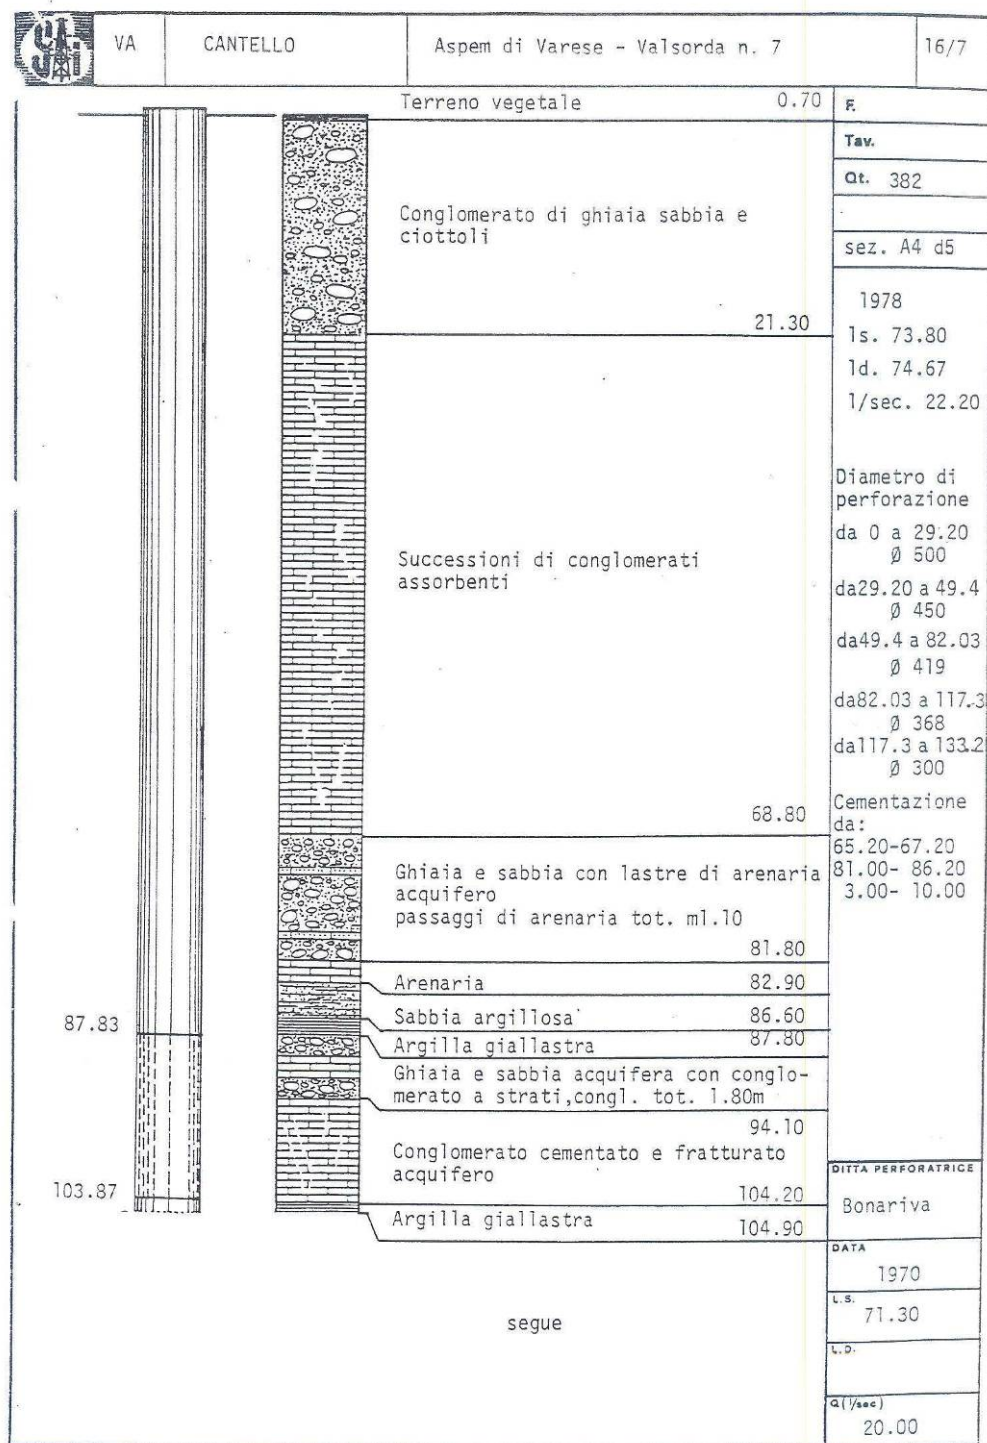 VA
CANTELLO
Aspem di Varese - Valsorda n. 7
16/7
Terreno vegetale 0.70
F.
Tav.
Qt. 382
sez. A4 d5
Conglomerato di ghiaia sabbia e
ciottoli
21.30
1978
ls. 73.80
ld. 74.67
l/sec. 22.20
Diametro di
perforazione
da 0 a 29.20
Ø 500
da29.20 a 49.4
Ø 450
da49.4 a 82.03
Ø 419
da82.03 a 117.3
Ø 368
da117.3 a 133.2
Ø 300
Cementazione
da:
65.20-67.20
81.00- 86.20
3.00- 10.00
Successioni di conglomerati
assorbenti
68.80
Ghiaia e sabbia con lastre di arenaria
acquifero
passaggi di arenaria tot. m1.10
81.80
Arenaria 82.90
Sabbia argillosa 86.60
87.83
Argilla giallastra 87.80
Ghiaia e sabbia acquifera con conglo-
merato a strati,congl. tot. 1.80m
94.10
Conglomerato cementato e fratturato
acquifero
104.20
103.87
Argilla giallastra 104.90
segue
DITTA PERFORATRICE
Bonariva
DATA
1970
L.S.
71.30
L.D.
Q(l/sec)
20.00